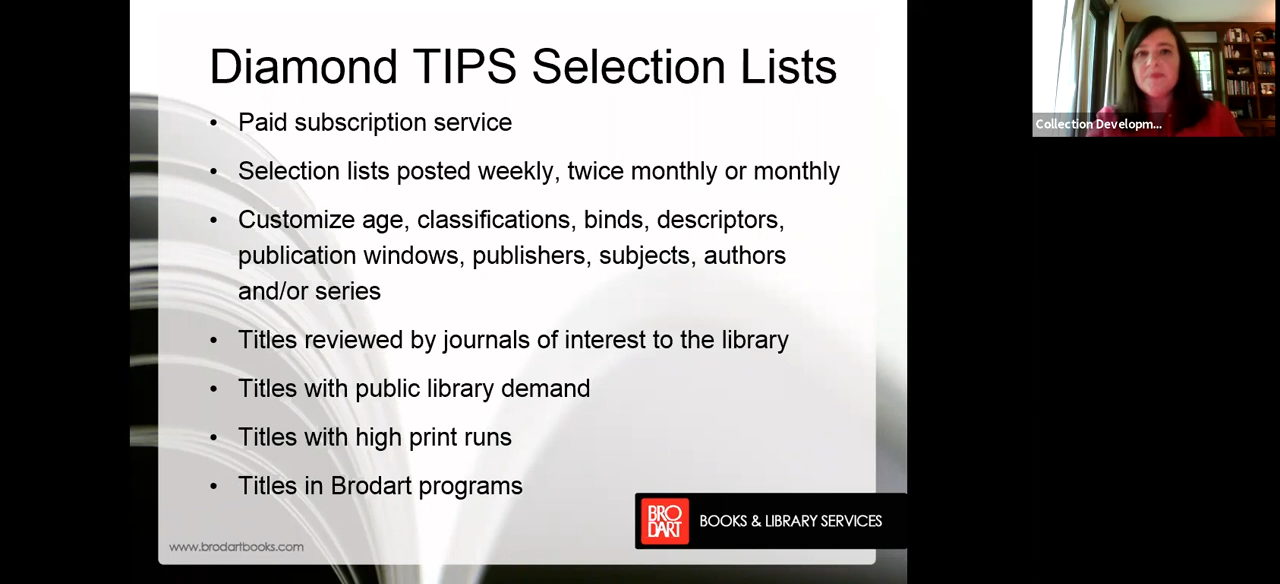 Diamond TIPS Selection Lists
• Paid subscription service
• Selection lists posted weekly, twice monthly or monthly
• Customize age, classifications, binds, descriptors,
publication windows, publishers, subjects, authors
and/or series
• Titles reviewed by journals of interest to the library
• Titles with public library demand
• Titles with high print runs
• Titles in Brodart programs
BRO
DART
BOOKS & LIBRARY SERVICES
www.brodartbooks.com
Collection Developm...